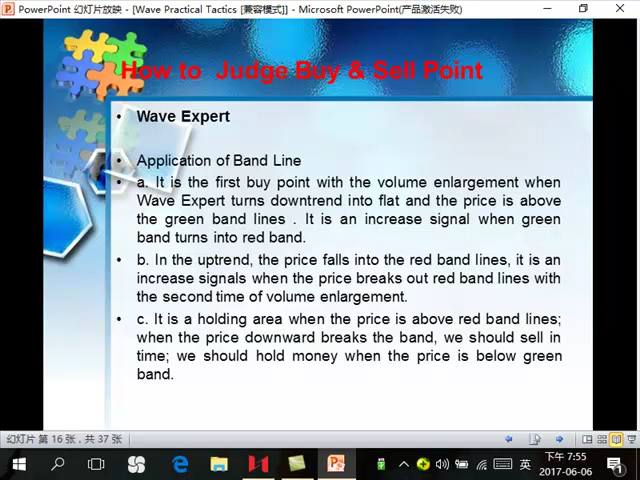 PowerPoint 幻灯片放映 - [Wave Practical Tactics [兼容模式]] - Microsoft PowerPoint(产品激活失败)
How to Judge Buy & Sell Point
• Wave Expert
• Application of Band Line
• a. It is the first buy point with the volume enlargement when
Wave Expert turns downtrend into flat and the price is above
the green band lines . It is an increase signal when green
band turns into red band.
• b. In the uptrend, the price falls into the red band lines, it is an
increase signals when the price breaks out red band lines with
the second time of volume enlargement.
• c. It is a holding area when the price is above red band lines;
when the price downward breaks the band, we should sell in
time; we should hold money when the price is below green
band.
幻灯片 第 16 张，共 37 张
英
下午 7:55
2017-06-06
1